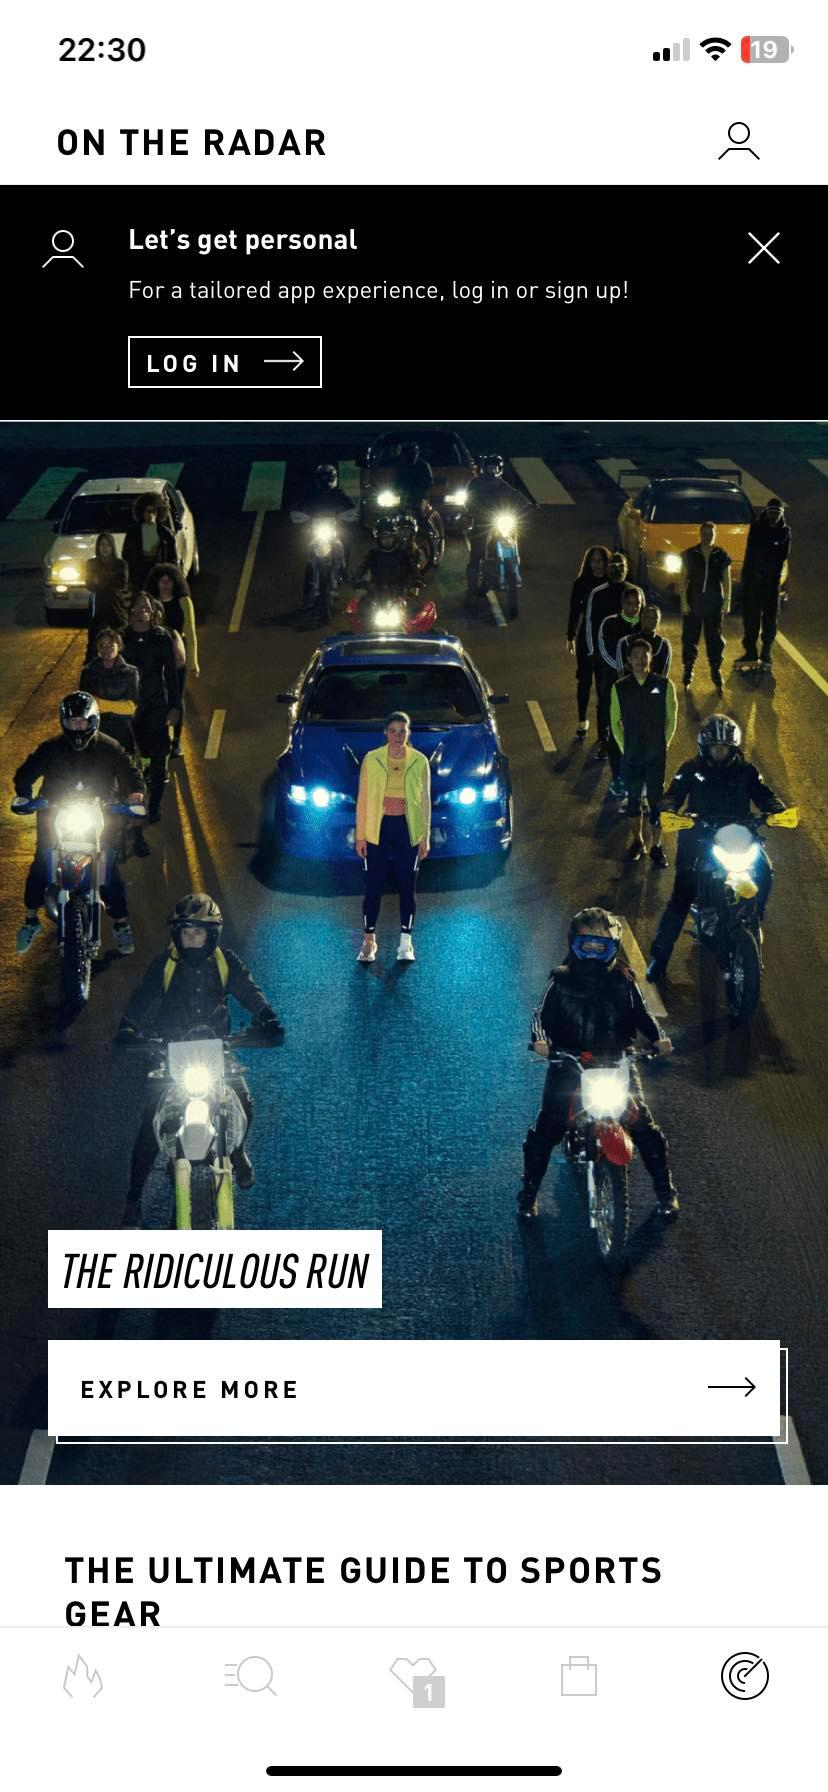 22:30
19
ON THE RADAR
Let's get personal
For a tailored app experience, log in or sign up!
LOG IN
THE RIDICULOUS RUN
EXPLORE MORE
THE ULTIMATE GUIDE TO SPORTS
GEAR
1